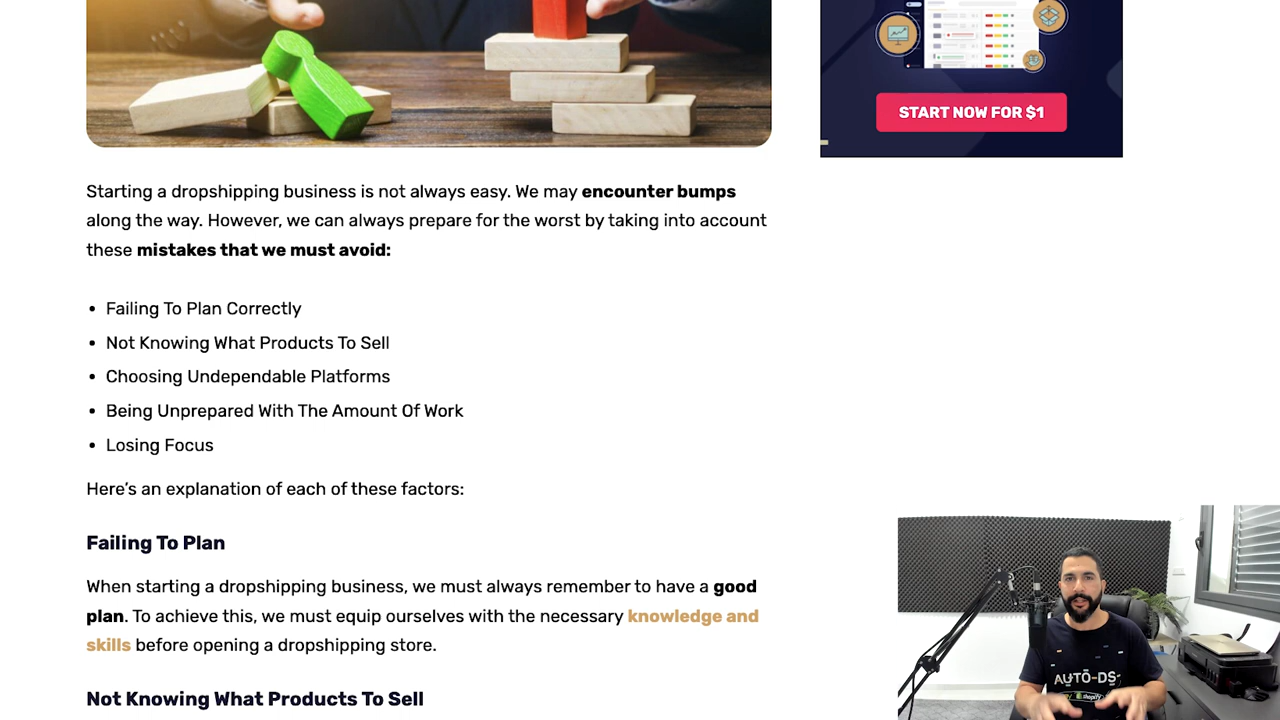 START NOW FOR $1
Starting a dropshipping business is not always easy. We may encounter bumps
along the way. However, we can always prepare for the worst by taking into account
these mistakes that we must avoid:
• Failing To Plan Correctly
• Not Knowing What Products To Sell
• Choosing Undependable Platforms
• Being Unprepared With The Amount Of Work
• Losing Focus
Here’s an explanation of each of these factors:
Failing To Plan
When starting a dropshipping business, we must always remember to have a good
plan. To achieve this, we must equip ourselves with the necessary knowledge and
skills before opening a dropshipping store.
Not Knowing What Products To Sell
AUTO-DS
shopify